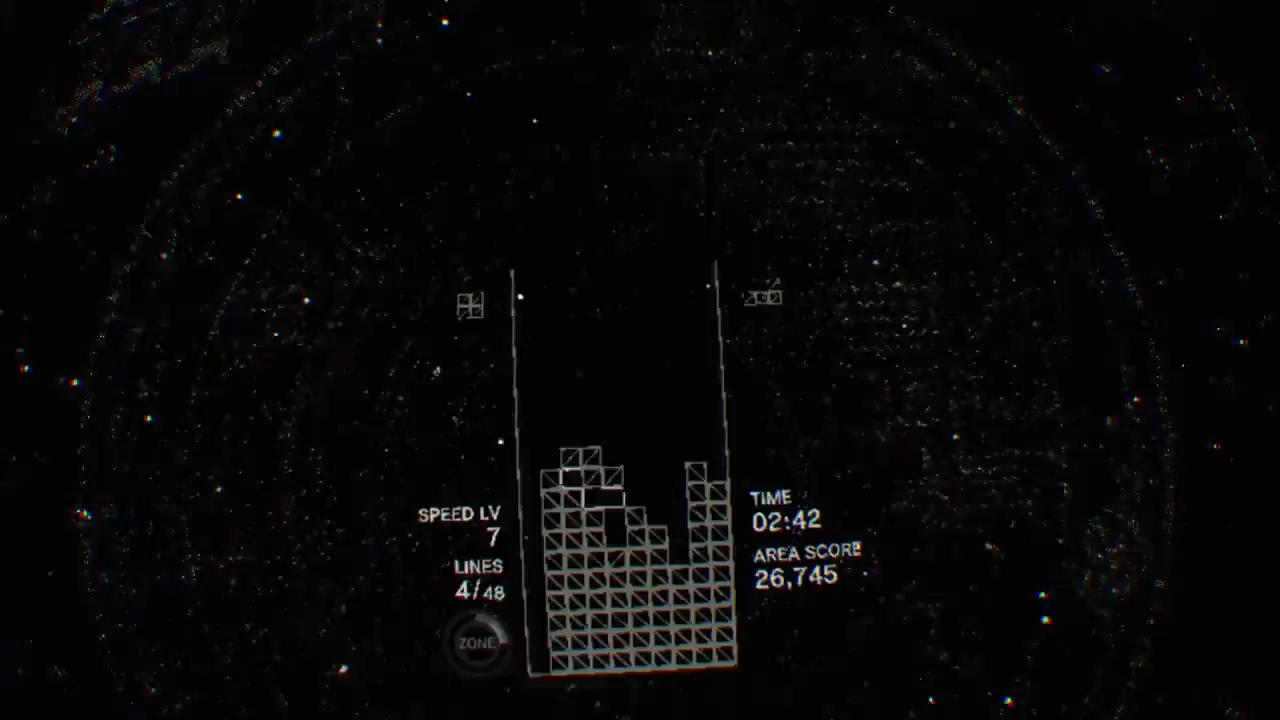 SPEED LV
7
LINES
4/48
ZONE
TIME
02:42
AREA SCORE
26,745